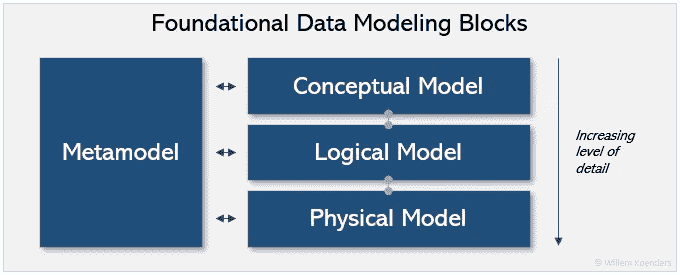 Foundational Data Modeling Blocks
Metamodel
Conceptual Model
Logical Model
Physical Model
Increasing
level of
detail
© Willem Koenders